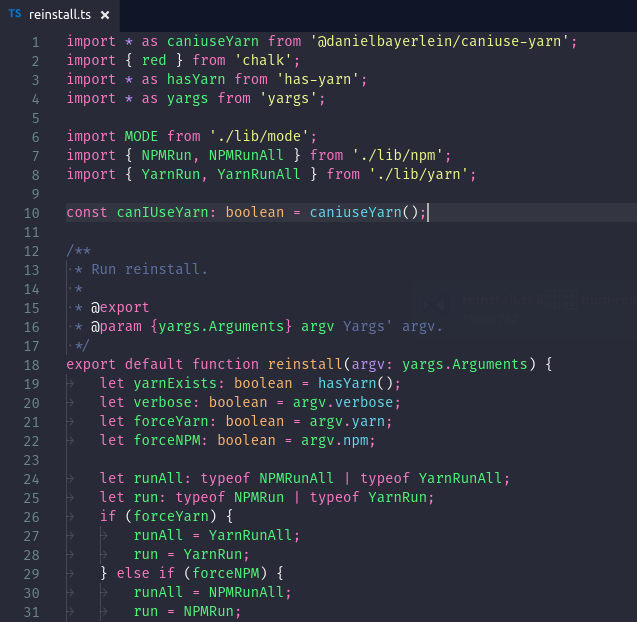 TS reinstall.ts ×
1 import * as caniuseYarn from '@danielbayerlein/caniuse-yarn';
2 import { red } from 'chalk';
3 import * as hasYarn from 'has-yarn';
4 import * as yargs from 'yargs';
5
6 import MODE from './lib/mode';
7 import { NPMRun, NPMRunAll } from './lib/npm';
8 import { YarnRun, YarnRunAll } from './lib/yarn';
9
10 const canIUseYarn: boolean = caniuseYarn();
11
12 /**
13 * Run reinstall.
14 *
15 * @export
16 * @param {yargs.Arguments} argv Yargs' argv.
17 */
18 export default function reinstall(argv: yargs.Arguments) {
19 let yarnExists: boolean = hasYarn();
20 let verbose: boolean = argv.verbose;
21 let forceYarn: boolean = argv.yarn;
22 let forceNPM: boolean = argv.npm;
23
24 let runAll: typeof NPMRunAll | typeof YarnRunAll;
25 let run: typeof NPMRun | typeof YarnRun;
26 if (forceYarn) {
27 runAll = YarnRunAll;
28 run = YarnRun;
29 } else if (forceNPM) {
30 runAll = NPMRunAll;
31 run = NPMRun;